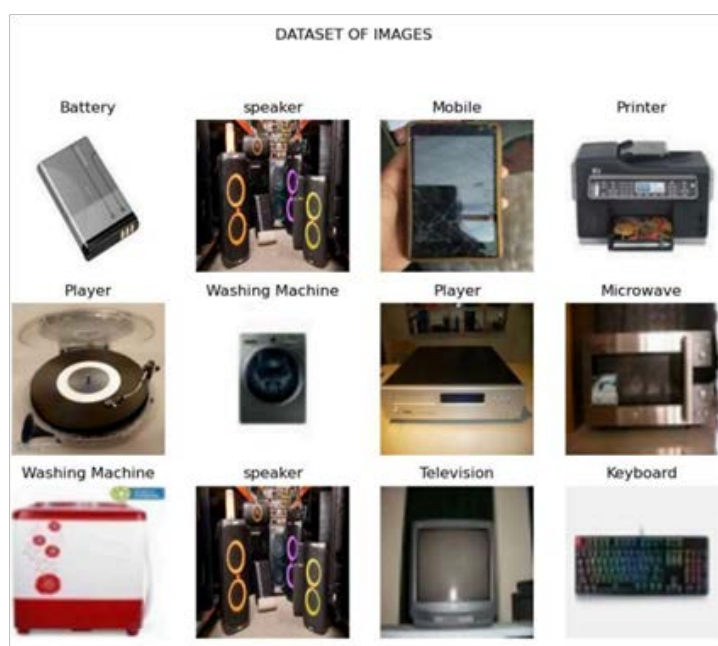 DATASET OF IMAGES
Battery
speaker
Mobile
Printer
Player
Washing Machine
Player
Microwave
Washing Machine
speaker
Television
Keyboard